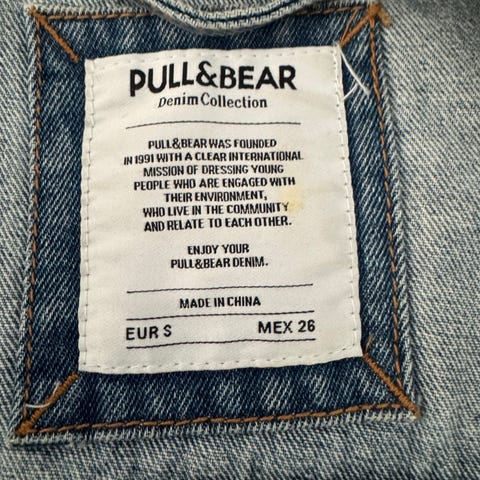 PULL&BEAR
Denim Collection
PULL&BEAR WAS FOUNDED
IN 1991 WITH A CLEAR INTERNATIONAL
MISSION OF DRESSING YOUNG
PEOPLE WHO ARE ENGAGED WITH
THEIR ENVIRONMENT,
WHO LIVE IN THE COMMUNITY
AND RELATE TO EACH OTHER.
ENJOY YOUR
PULL&BEAR DENIM.
MADE IN CHINA
EUR S MEX 26